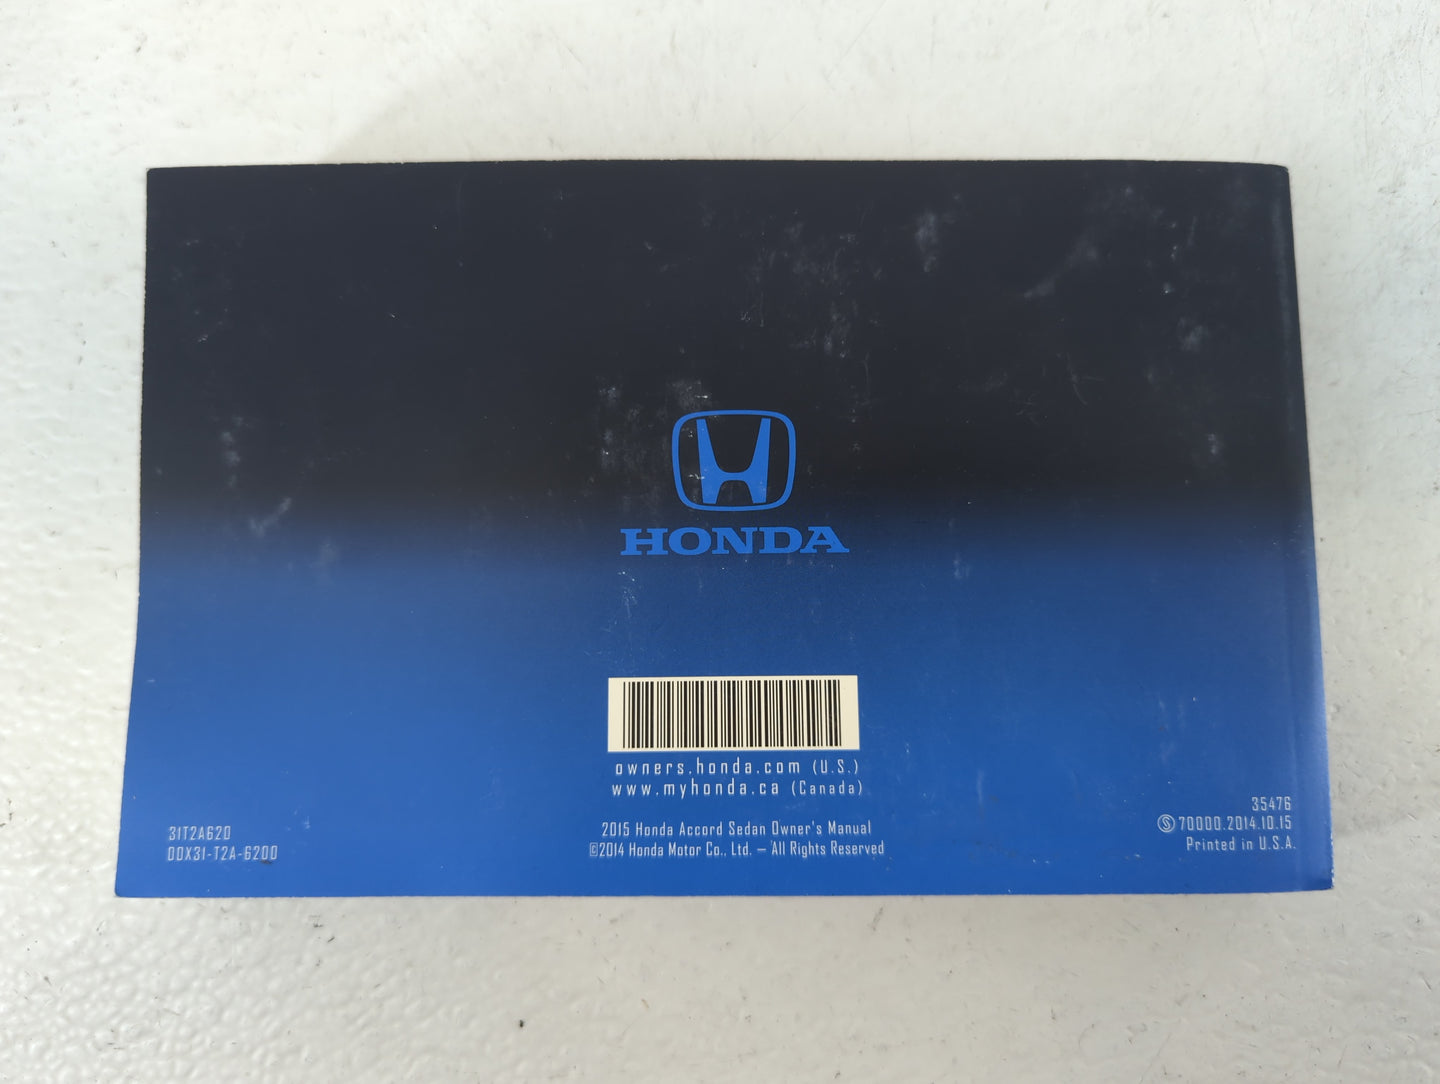 HONDA
owners.honda.com (U.S.)
www.myhonda.ca (Canada)
2015 Honda Accord Sedan Owner's Manual
©2014 Honda Motor Co., Ltd. — All Rights Reserved
31T2A620
00X31-T2A-6200
35476
Ⓢ 70000.2014.10.15
Printed in U.S.A.